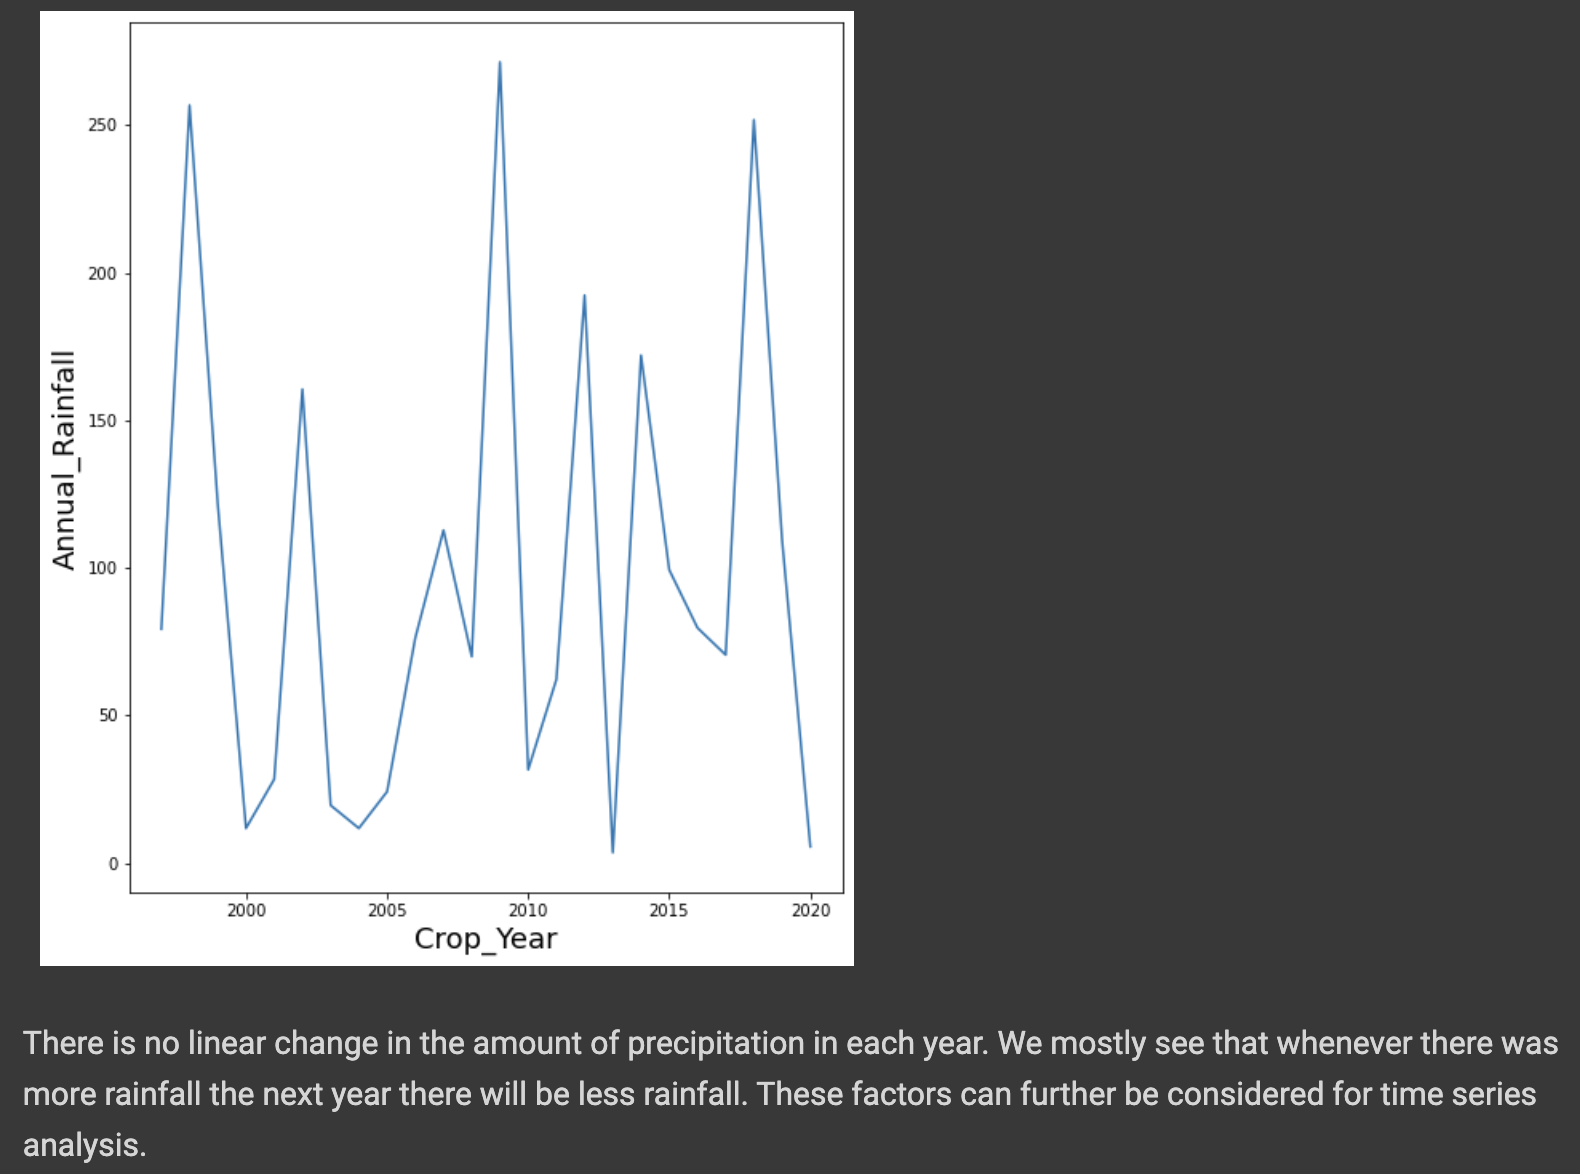 250
200
150
100
50
0
Annual_Rainfall
2000 2005 2010 2015 2020
Crop_Year
There is no linear change in the amount of precipitation in each year. We mostly see that whenever there was
more rainfall the next year there will be less rainfall. These factors can further be considered for time series
analysis.